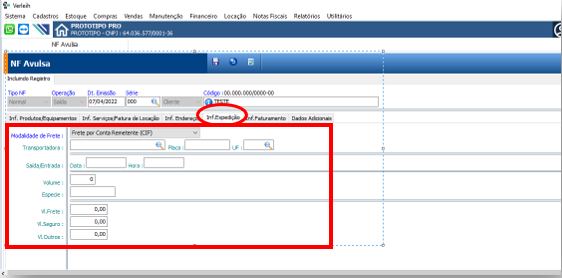 Verleih
Sistema Cadastros Estoque Compras Vendas Manutenção Financeiro Locação Notas Fiscais Relatórios Utilitários
PROTOTIPO PRO
PROTOTIPO - CNPJ : 64.036.577/0001-36
NF Avulsa
NF Avulsa
Incluindo Registro
Tipo NF Operação Dt. Emissão Série Código :00.000.000/0000-00
Normal Saída 07/04/2022 000 Cliente TESTE
Inf. Produtos/Equipamentos Inf. Serviços/Fatura de Locação Inf. Endereço Inf.Expedição Inf.Faturamento Dados Adicionais
Modalidade de Frete : Frete por Conta Remetente (CIF)
Transportadora : Placa : UF :
Saída/Entrada : Data : Hora :
Volume : 0
Especie :
Vl.Frete : 0,00
Vl.Seguro : 0,00
Vl.Outros : 0,00